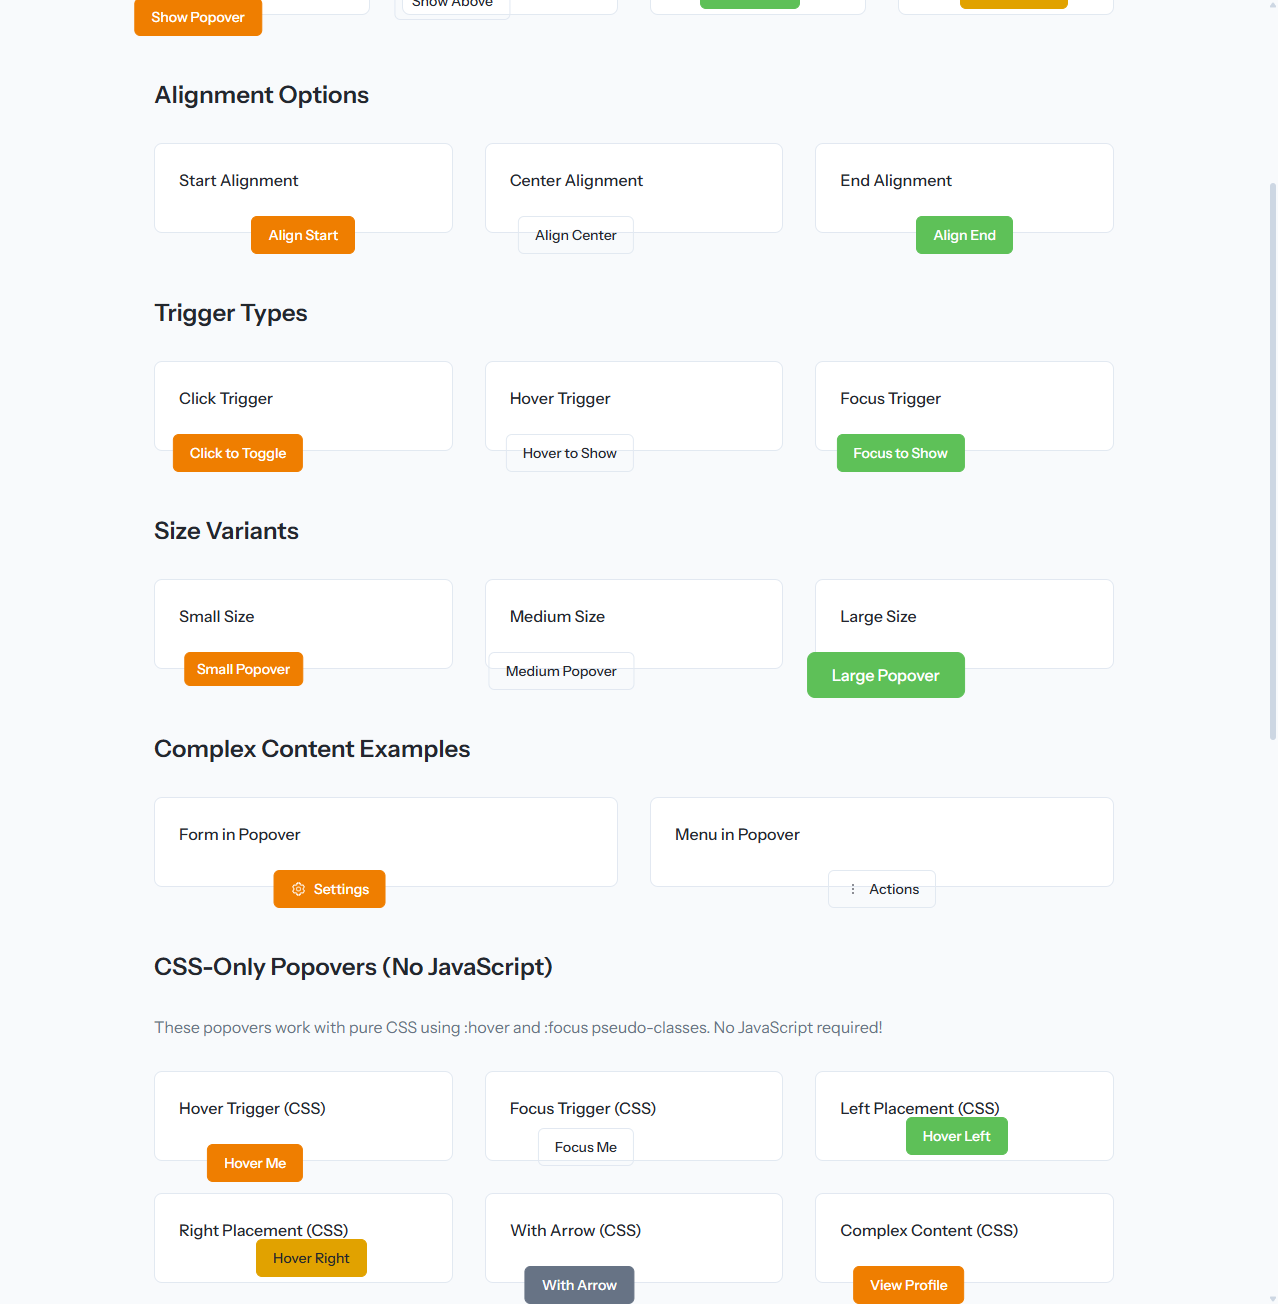 Show Popover
Show Above
Alignment Options
Start Alignment
Center Alignment
End Alignment
Align Start
Align Center
Align End
Trigger Types
Click Trigger
Hover Trigger
Focus Trigger
Click to Toggle
Hover to Show
Focus to Show
Size Variants
Small Size
Medium Size
Large Size
Small Popover
Medium Popover
Large Popover
Complex Content Examples
Form in Popover
Menu in Popover
Settings
Actions
CSS-Only Popovers (No JavaScript)
These popovers work with pure CSS using :hover and :focus pseudo-classes. No JavaScript required!
Hover Trigger (CSS)
Focus Trigger (CSS)
Left Placement (CSS)
Hover Me
Focus Me
Hover Left
Right Placement (CSS)
With Arrow (CSS)
Complex Content (CSS)
Hover Right
With Arrow
View Profile